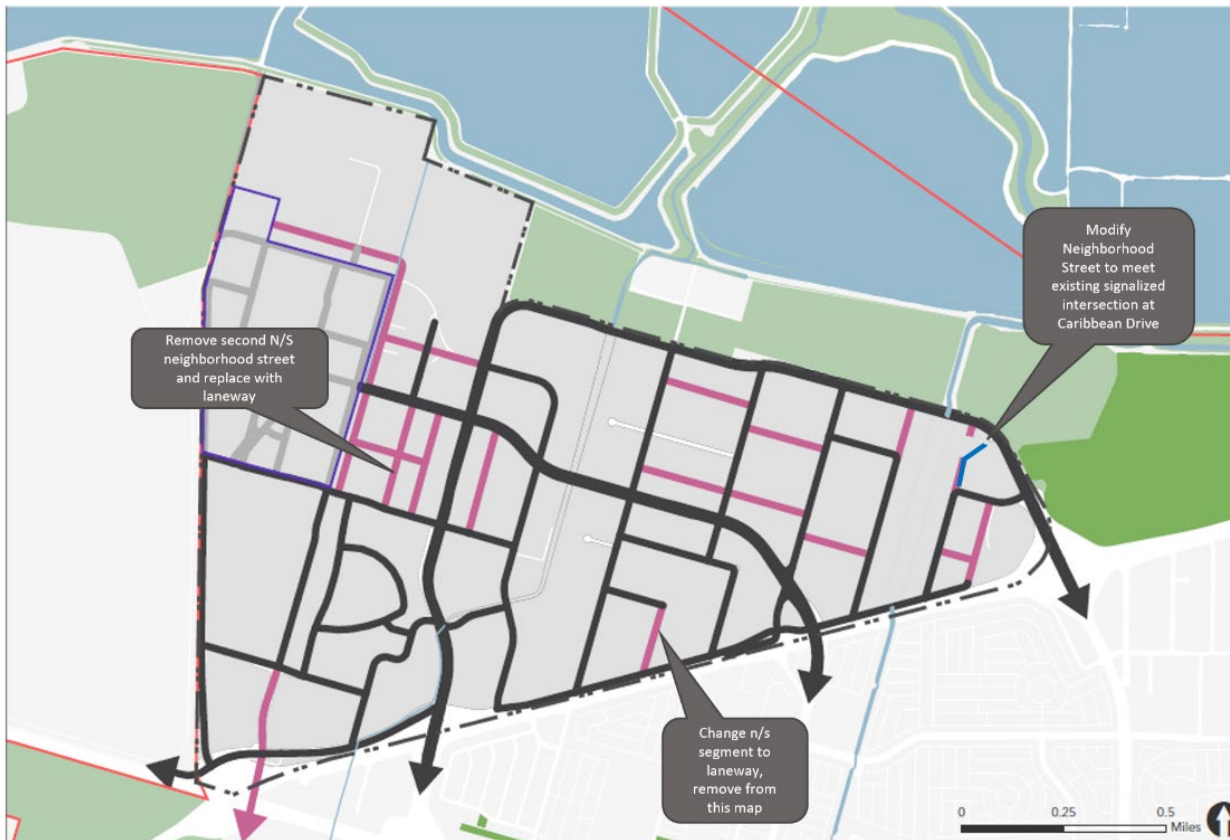 Modify
Neighborhood
Street to meet
existing signalized
intersection at
Caribbean Drive
Remove second N/S
neighborhood street
and replace with
laneway
Change n/s
segment to
laneway,
remove from
this map
0 0.25 0.5
Miles